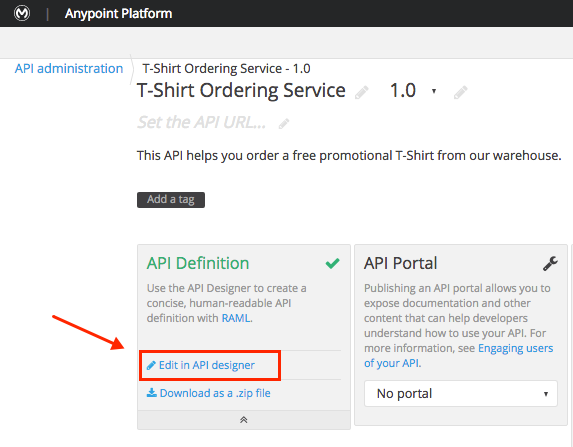 Anypoint Platform
API administration
T-Shirt Ordering Service - 1.0
T-Shirt Ordering Service 1.0
Set the API URL...
This API helps you order a free promotional T-Shirt from our warehouse.
Add a tag
API Definition
Use the API Designer to create a
concise, human-readable API
definition with RAML.
Edit in API designer
Download as a .zip file
API Portal
Publishing an API portal allows you to
expose documentation and other
content that can help developers
understand how to use your API. For
more information, see Engaging users
of your API.
No portal